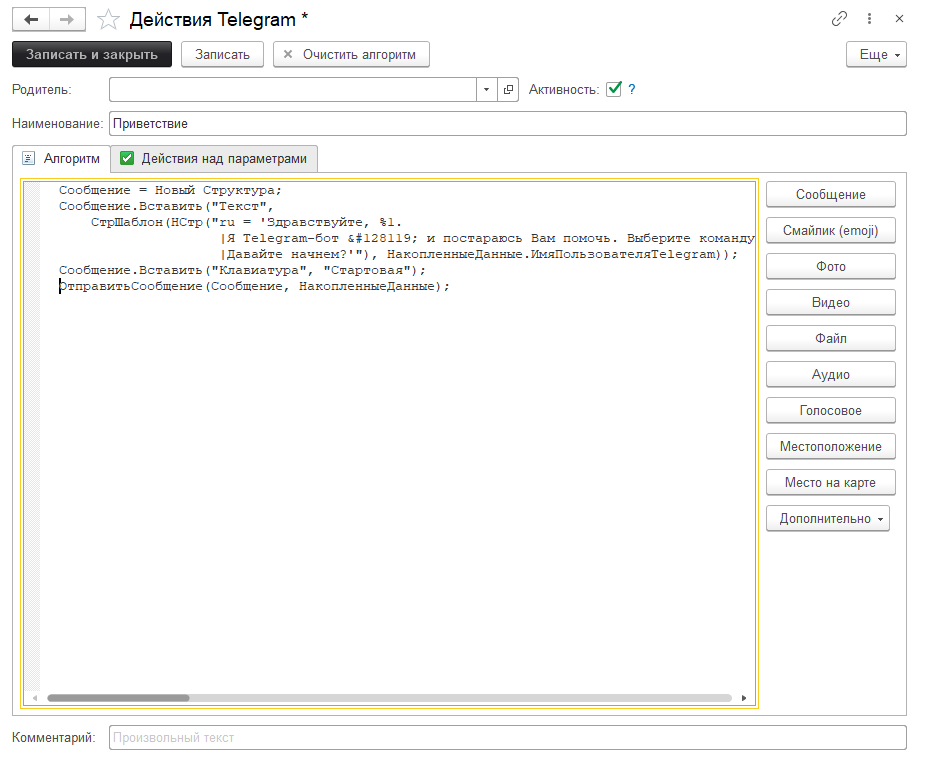 Действия Telegram *
Записать и закрыть Записать Очистить алгоритм Еще
Родитель: Активность: ?
Наименование: Приветствие
Алгоритм Действия над параметрами
Сообщение = Новый Структура;
Сообщение.Вставить("Текст",
СтрШаблон(НСтр("ru = 'Здравствуйте, %1.
|Я Telegram-бот &#128119; и постараюсь Вам помочь. Выберите команду
|Давайте начнем?'"), НакопленныеДанные.ИмяПользователяTelegram));
Сообщение.Вставить("Клавиатура", "Стартовая");
ОтправитьСообщение(Сообщение, НакопленныеДанные);
Сообщение
Смайлик (emoji)
Фото
Видео
Файл
Аудио
Голосовое
Местоположение
Место на карте
Дополнительно
Комментарий: Произвольный текст